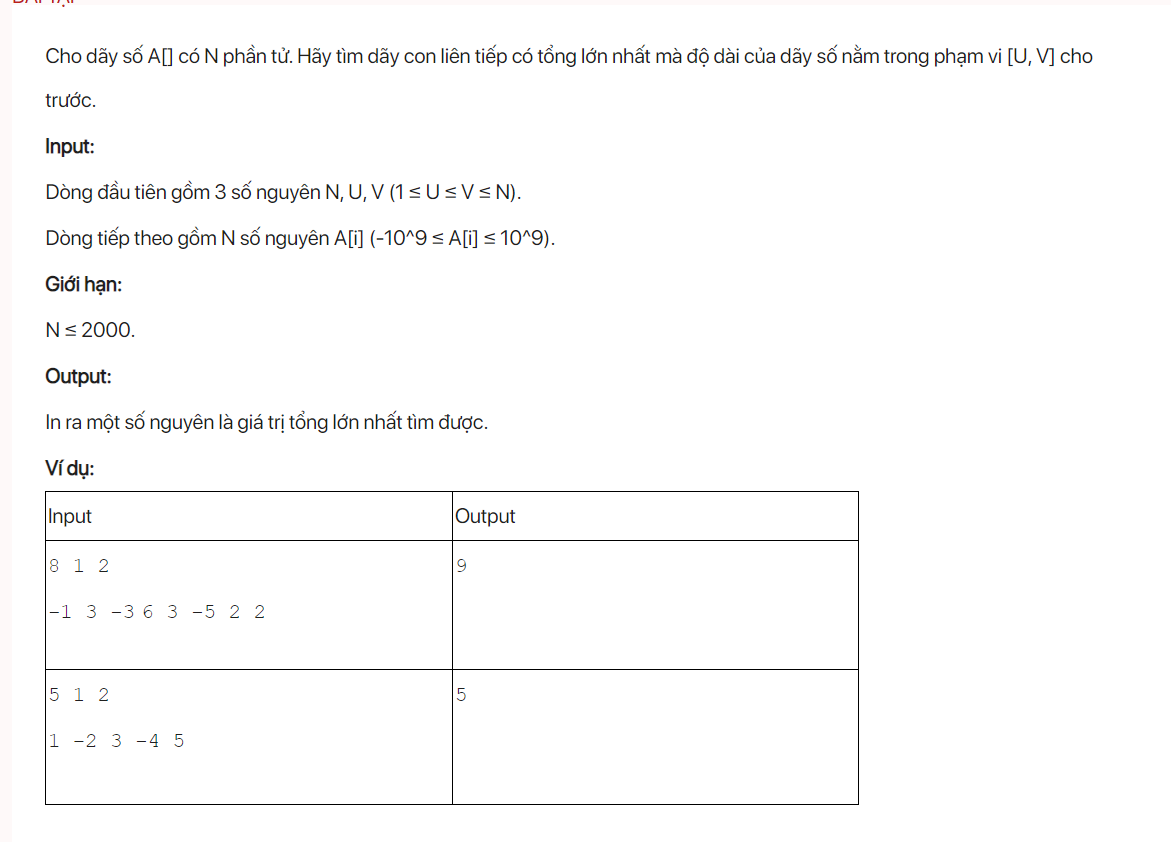 Cho dãy số A[] có N phần tử. Hãy tìm dãy con liên tiếp có tổng lớn nhất mà độ dài của dãy số nằm trong phạm vi [U, V] cho
trước.
Input:
Dòng đầu tiên gồm 3 số nguyên N, U, V (1 ≤ U ≤ V ≤ N).
Dòng tiếp theo gồm N số nguyên A[i] (-10^9 ≤ A[i] ≤ 10^9).
Giới hạn:
N ≤ 2000.
Output:
In ra một số nguyên là giá trị tổng lớn nhất tìm được.
Ví dụ:
Input Output
8 1 2 9
-1 3 -3 6 3 -5 2 2
5 1 2 5
1 -2 3 -4 5